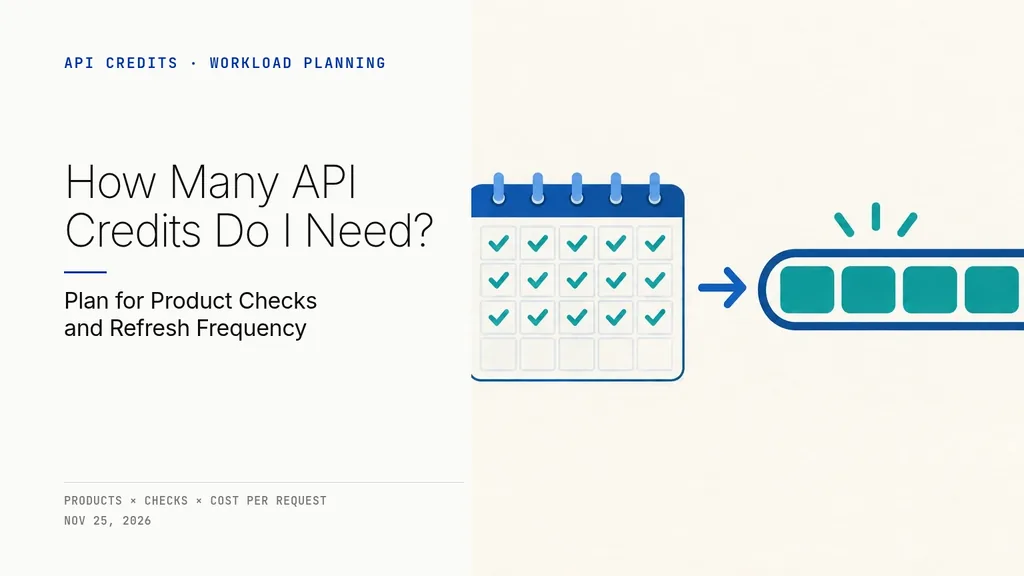 API CREDITS · WORKLOAD PLANNING
How Many API
Credits Do I Need?
Plan for Product Checks
and Refresh Frequency
PRODUCTS × CHECKS × COST PER REQUEST
NOV 25, 2026